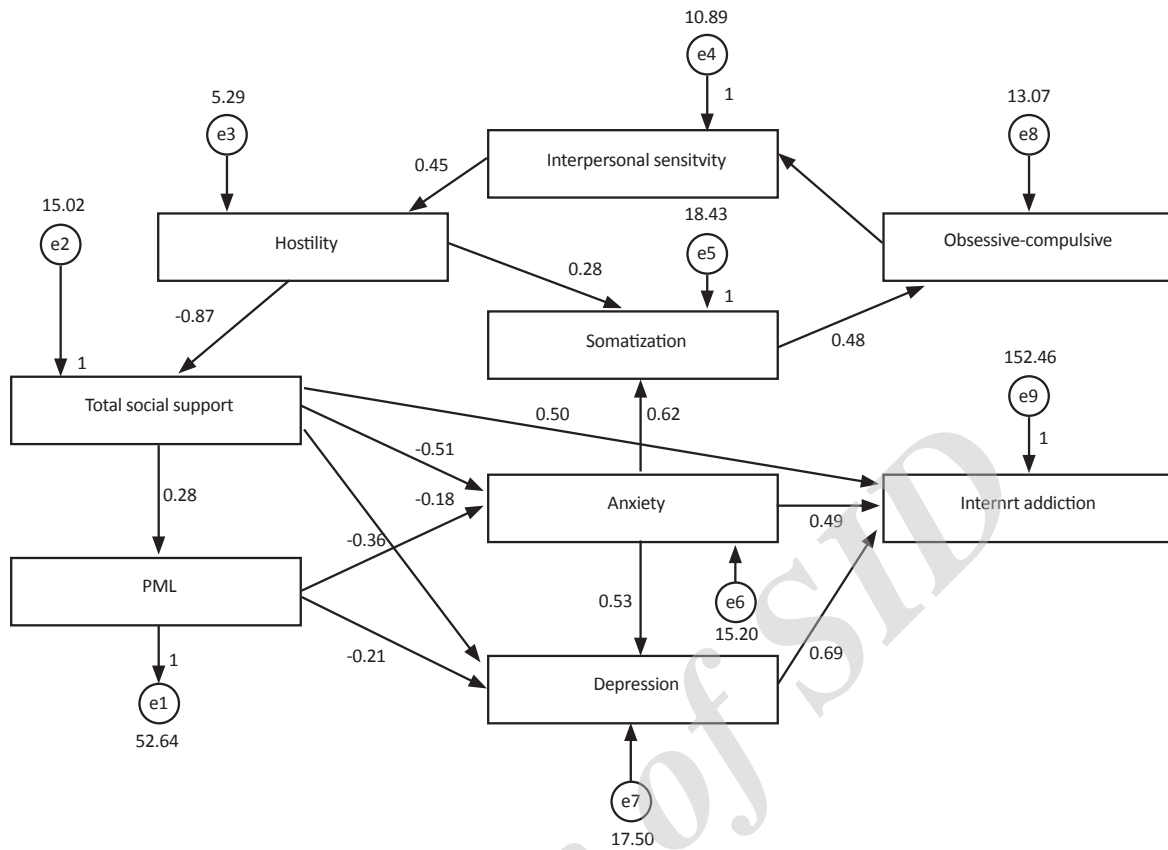 10.89
e4
1
5.29
e3
13.07
e8
Interpersonal sensitvity
0.45
15.02
e2
18.43
e5
1
Hostility
Obsessive-compulsive
0.28
-0.87
Somatization
0.48
1
152.46
e9
1
Total social support
0.50
0.62
-0.51
0.28
-0.18
Anxiety
0.49
Internrt addiction
-0.36
PML
0.53
e6
15.20
-0.21
0.69
1
Depression
e1
52.64
e7
17.50
of SID